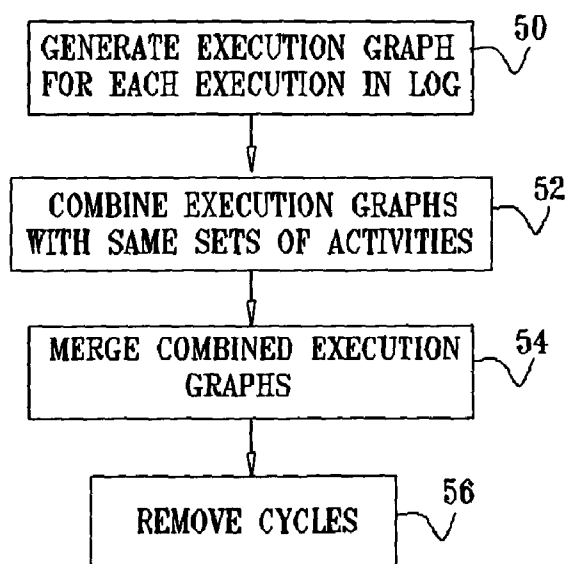 GENERATE EXECUTION GRAPH
FOR EACH EXECUTION IN LOG
50
COMBINE EXECUTION GRAPHS
WITH SAME SETS OF ACTIVITIES
52
MERGE COMBINED EXECUTION
GRAPHS
54
REMOVE CYCLES
56